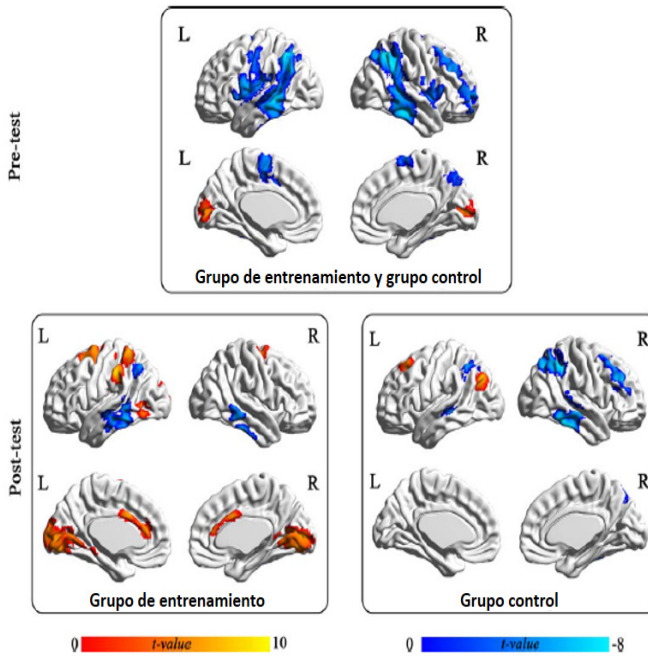 L R
Pre-test
L R
Grupo de entrenamiento y grupo control
L R
L R
Post-test
L R
L R
Grupo de entrenamiento
Grupo control
0 t-value 10
0 t-value -8